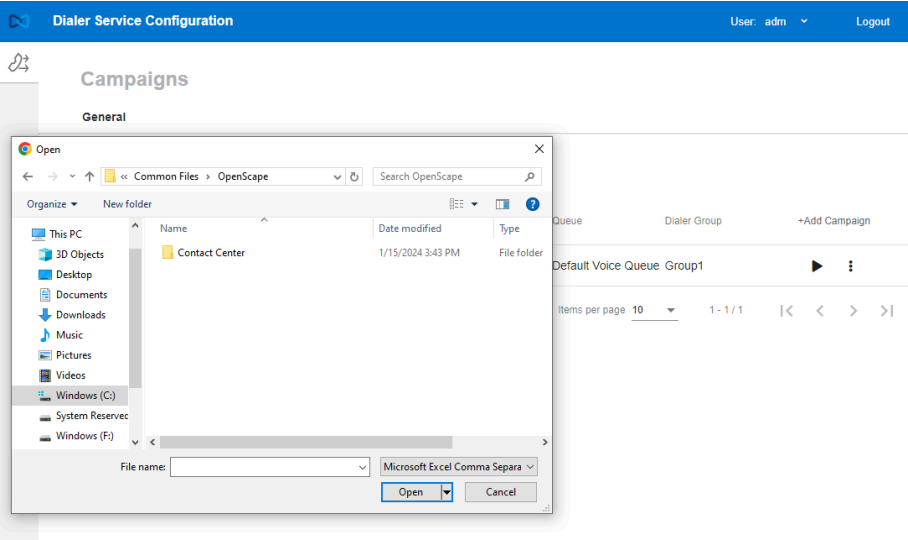 Dialer Service Configuration
User: adm
Logout
Campaigns
General
Open
« Common Files › OpenScape
Search OpenScape
Organize
New folder
?
Name
Date modified
Type
This PC
3D Objects
Desktop
Documents
Downloads
Music
Pictures
Videos
Windows (C:)
System Reserved
Windows (F:)
Contact Center
1/15/2024 3:43 PM
File folder
File name:
Microsoft Excel Comma Separa
Open
Cancel
Queue
Dialer Group
+Add Campaign
Default Voice Queue
Group1
Items per page
10
1 - 1 / 1